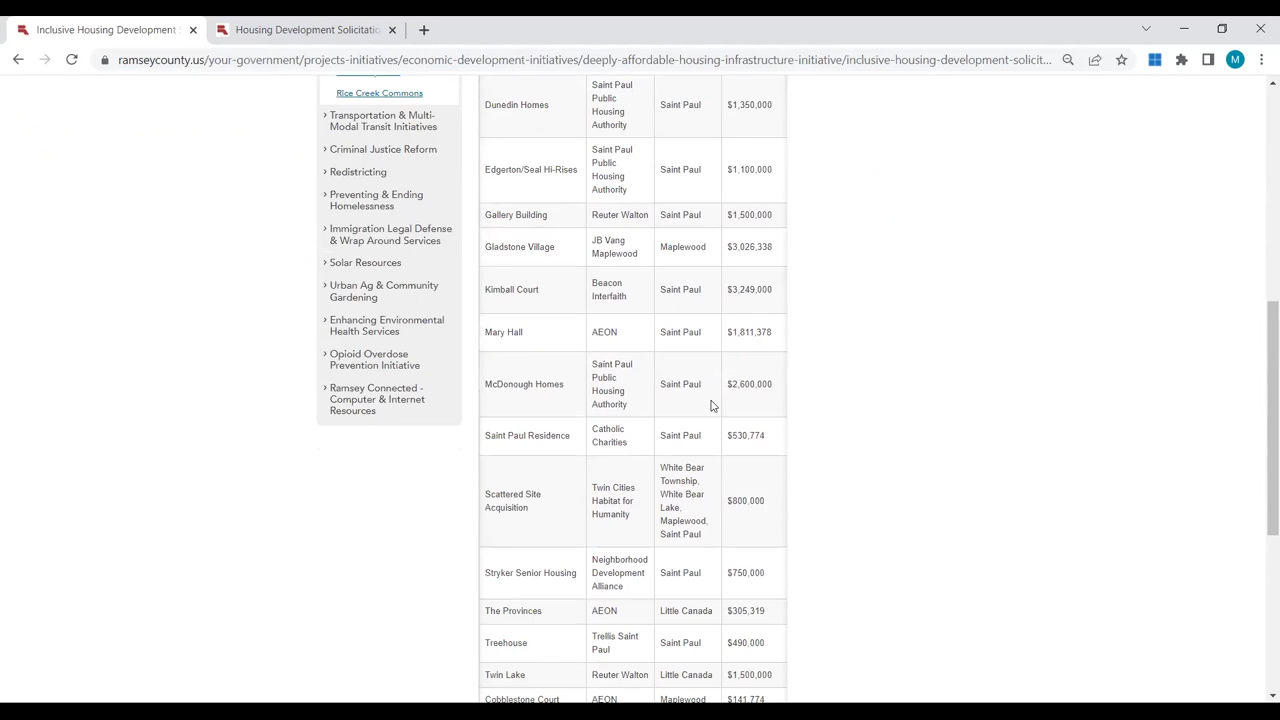 Inclusive Housing Development
Housing Development Solicitatio
ramseycounty.us/your-government/projects-initiatives/economic-development-initiatives/deeply-affordable-housing-infrastructure-initiative/inclusive-housing-development-solicit...
M
Rice Creek Commons
Transportation & Multi-
Modal Transit Initiatives
Criminal Justice Reform
Redistricting
Preventing & Ending
Homelessness
Immigration Legal Defense
& Wrap Around Services
Solar Resources
Urban Ag & Community
Gardening
Enhancing Environmental
Health Services
Opioid Overdose
Prevention Initiative
Ramsey Connected -
Computer & Internet
Resources
Dunedin Homes
Saint Paul
Public
Housing
Authority
Saint Paul
$1,350,000
Edgerton/Seal Hi-Rises
Saint Paul
Public
Housing
Authority
Saint Paul
$1,100,000
Gallery Building
Reuter Walton
Saint Paul
$1,500,000
Gladstone Village
JB Vang
Maplewood
Maplewood
$3,026,338
Kimball Court
Beacon
Interfaith
Saint Paul
$3,249,000
Mary Hall
AEON
Saint Paul
$1,811,378
McDonough Homes
Saint Paul
Public
Housing
Authority
Saint Paul
$2,600,000
Saint Paul Residence
Catholic
Charities
Saint Paul
$530,774
Scattered Site
Acquisition
Twin Cities
Habitat for
Humanity
White Bear
Township,
White Bear
Lake,
Maplewood,
Saint Paul
$800,000
Stryker Senior Housing
Neighborhood
Development
Alliance
Saint Paul
$750,000
The Provinces
AEON
Little Canada
$305,319
Treehouse
Trellis Saint
Paul
Saint Paul
$490,000
Twin Lake
Reuter Walton
Little Canada
$1,500,000
Cobblestone Court
AEON
Maplewood
$141,774